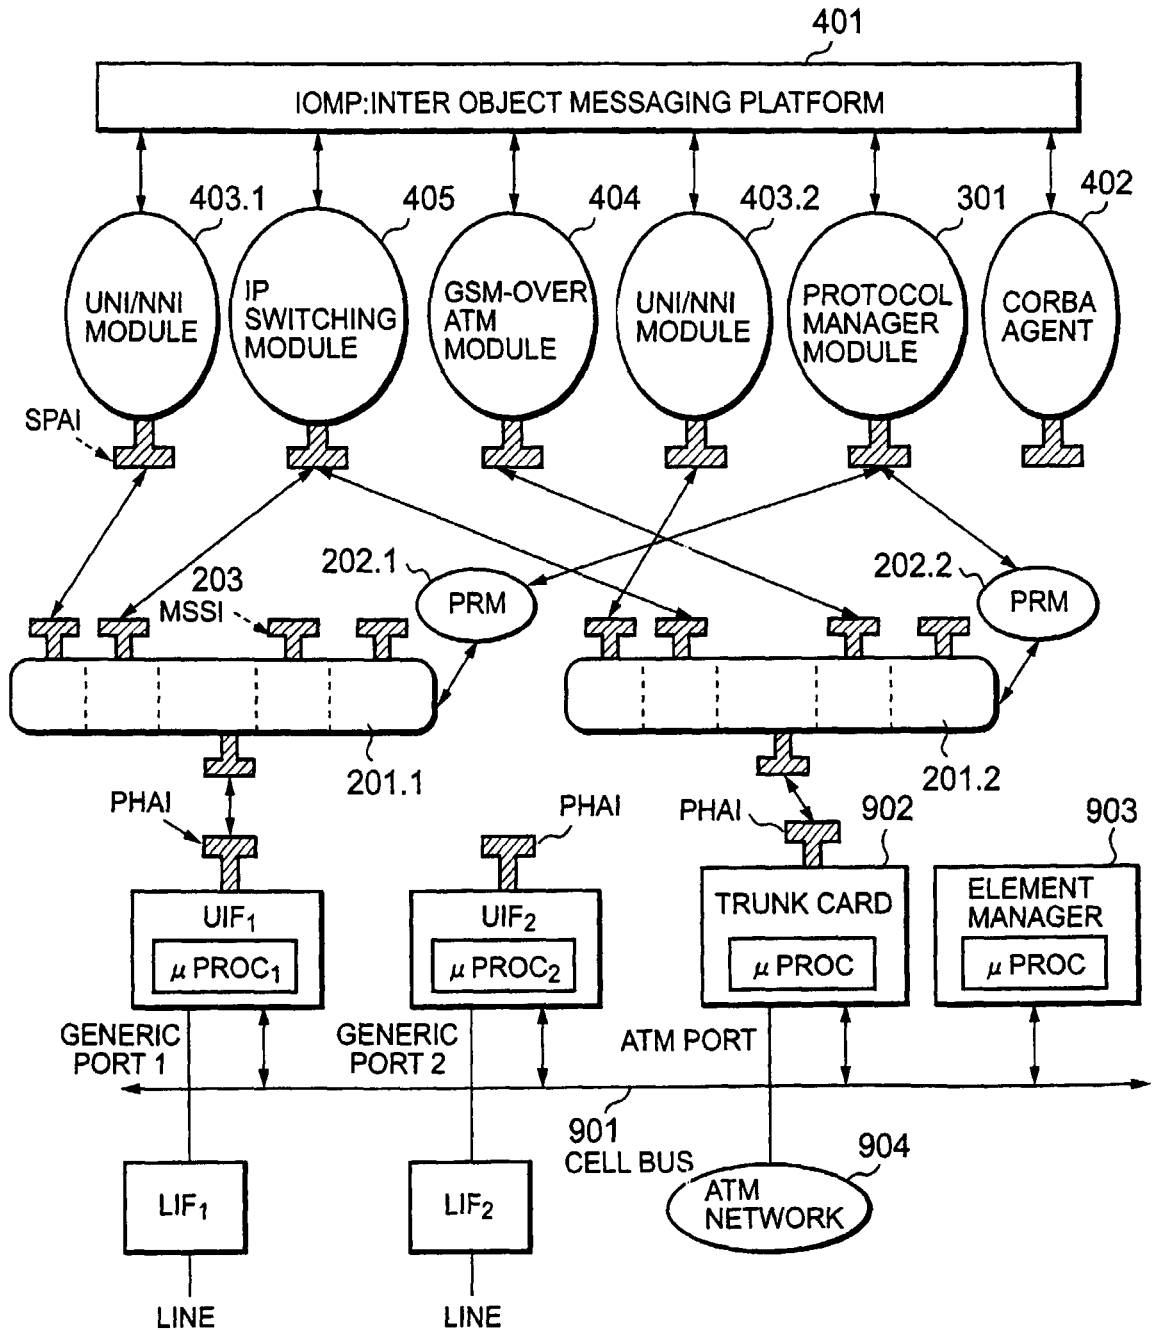 401
IOMP:INTER OBJECT MESSAGING PLATFORM
403.1
405
404
403.2
301
402
UNI/NNI
MODULE
IP
SWITCHING
MODULE
GSM-OVER
ATM
MODULE
UNI/NNI
MODULE
PROTOCOL
MANAGER
MODULE
CORBA
AGENT
SPAI
203
MSSI
202.1
PRM
202.2
PRM
201.1
201.2
PHAI
PHAI
PHAI
902
903
UIF1
μ PROC1
UIF2
μ PROC2
TRUNK CARD
μ PROC
ELEMENT
MANAGER
μ PROC
GENERIC
PORT 1
GENERIC
PORT 2
ATM PORT
901
CELL BUS
904
LIF1
LIF2
ATM
NETWORK
LINE
LINE